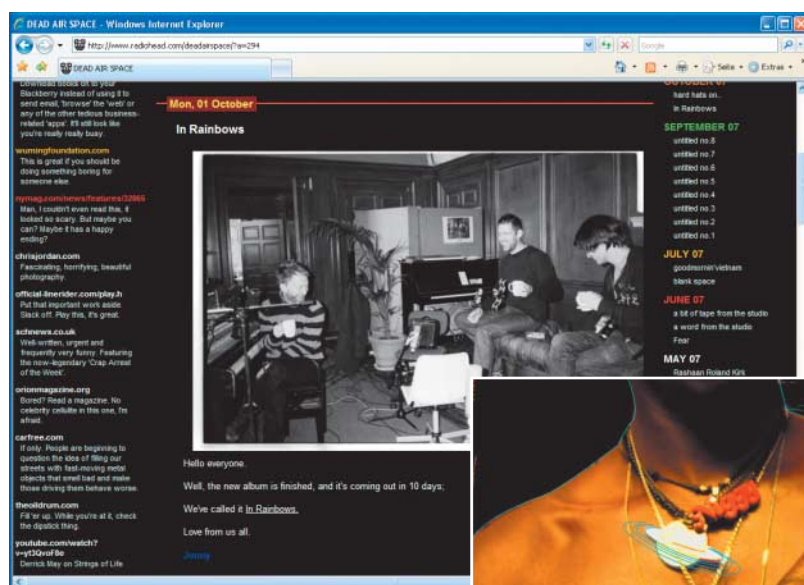 DEAD AIR SPACE - Windows Internet Explorer
http://www.radiohead.com/deadairspace/?a=294
Google
DEAD AIR SPACE
Seite
Extras
Download books on to your
Blackberry instead of using it to
send email, 'browse' the 'web' or
any of the other tedious business-
related 'apps'. It'll still look like
you're really really busy.
wumingfoundation.com
This is great if you should be
doing something boring for
someone else.
nymag.com/news/features/32866
Man, I couldn't even read this, it
looked so scary. But maybe you
can? Maybe it has a happy
ending?
chrisjordan.com
Fascinating, horrifying, beautiful
photography.
official-linerider.com/play.h
Put that important work aside.
Slack off. Play this, it's great.
schnews.co.uk
Well-written, urgent and
frequently very funny. Featuring
the now-legendary 'Crap Arrest
of the Week'.
orionmagazine.org
Bored? Read a magazine. No
celebrity cellulite in this one, I'm
afraid.
carfree.com
If only. People are beginning to
question the idea of filling our
streets with fast-moving metal
objects that smell bad and make
those driving them behave worse.
theoildrum.com
Fill 'er up. While you're at it, check
the dipstick thing.
youtube.com/watch?
v=yt3QvoF8e
Derrick May on Strings of Life
Mon, 01 October
In Rainbows
Hello everyone.
Well, the new album is finished, and it's coming out in 10 days;
We've called it In Rainbows.
Love from us all.
Jonny
OCTOBER 07
hard hats on..
In Rainbows
SEPTEMBER 07
untitled no.8
untitled no.7
untitled no.6
untitled no.5
untitled no.4
untitled no.3
untitled no.2
untitled no.1
JULY 07
goodmornin'vietnam
blank space
JUNE 07
a bit of tape from the studio
a word from the studio
Fear
MAY 07
Rashaan Roland Kirk